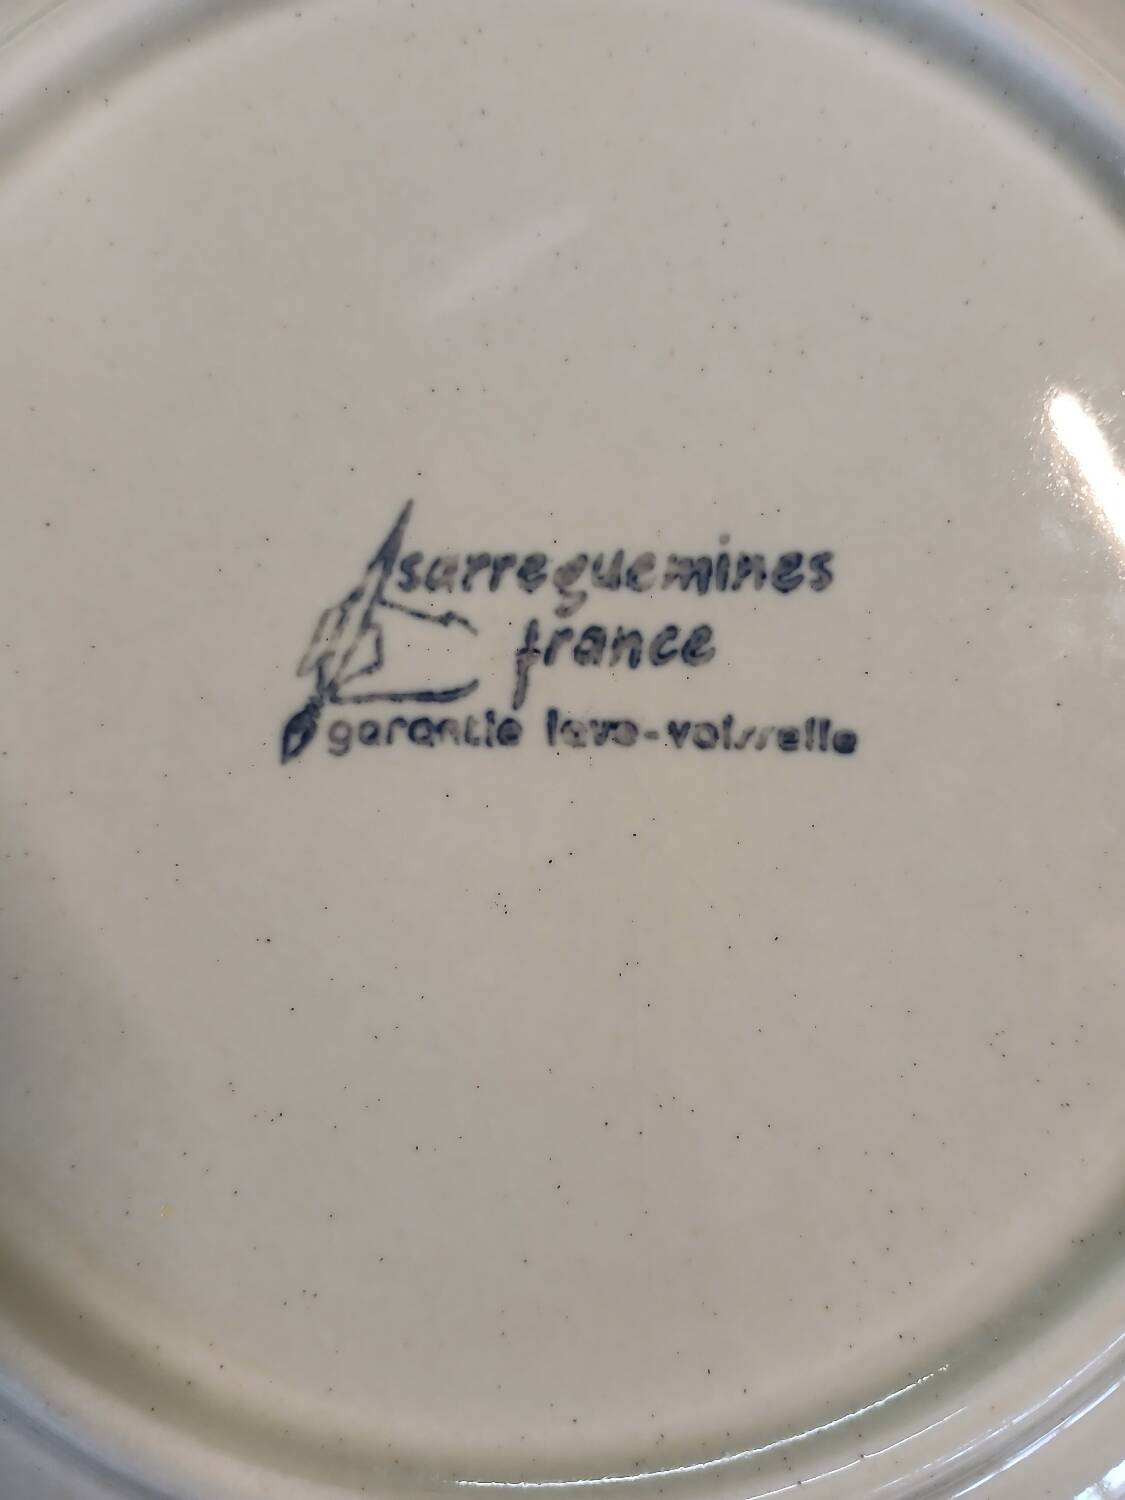 sarreguemines
france
garantie lave-vaisselle